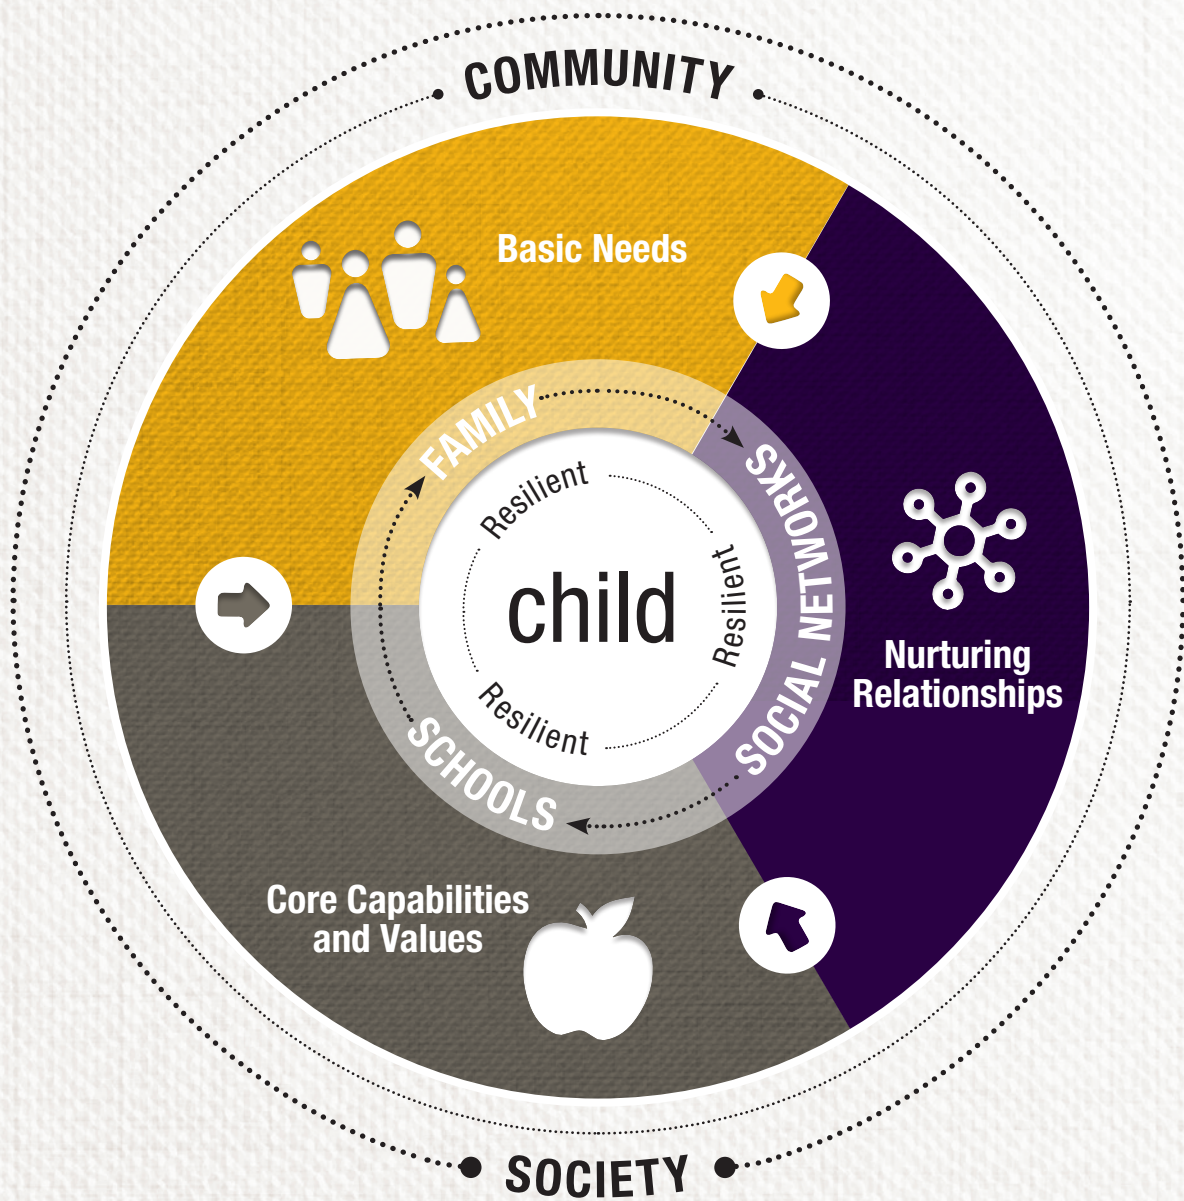 COMMUNITY
Basic Needs
FAMILY
SOCIAL NETWORKS
Resilient
Resilient
child
Resilient
Nurturing
Relationships
SCHOOLS
Core Capabilities
and Values
SOCIETY